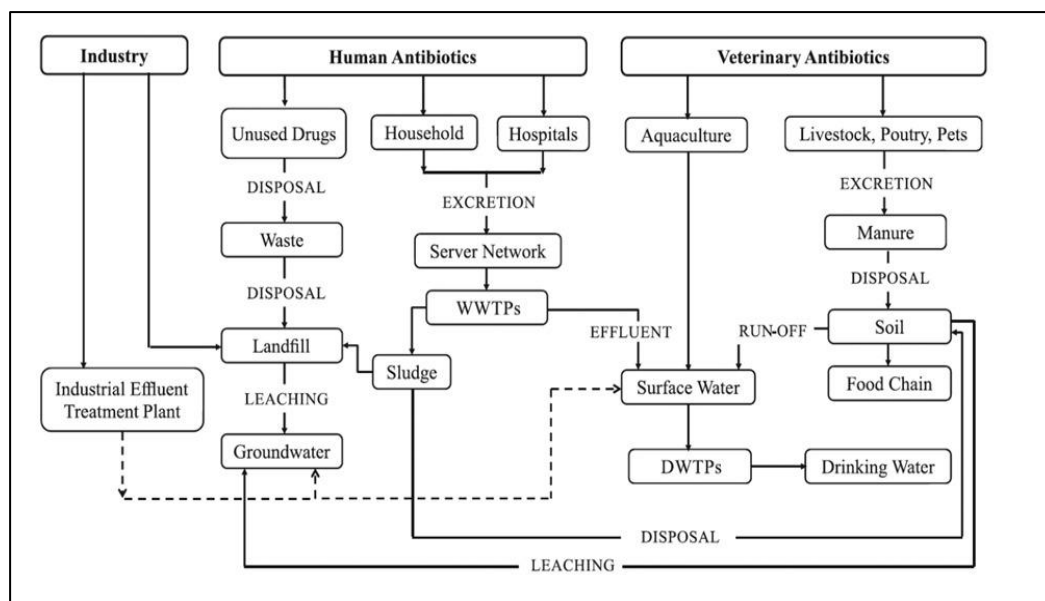 Industry
Human Antibiotics
Veterinary Antibiotics
Unused Drugs
Household
Hospitals
Aquaculture
Livestock, Poutry, Pets
DISPOSAL
EXCRETION
EXCRETION
Waste
Server Network
Manure
DISPOSAL
DISPOSAL
WWTPs
EFFLUENT
RUN-OFF
Soil
Landfill
Sludge
Industrial Effluent
Treatment Plant
LEACHING
Surface Water
Food Chain
Groundwater
DWTPs
Drinking Water
DISPOSAL
LEACHING